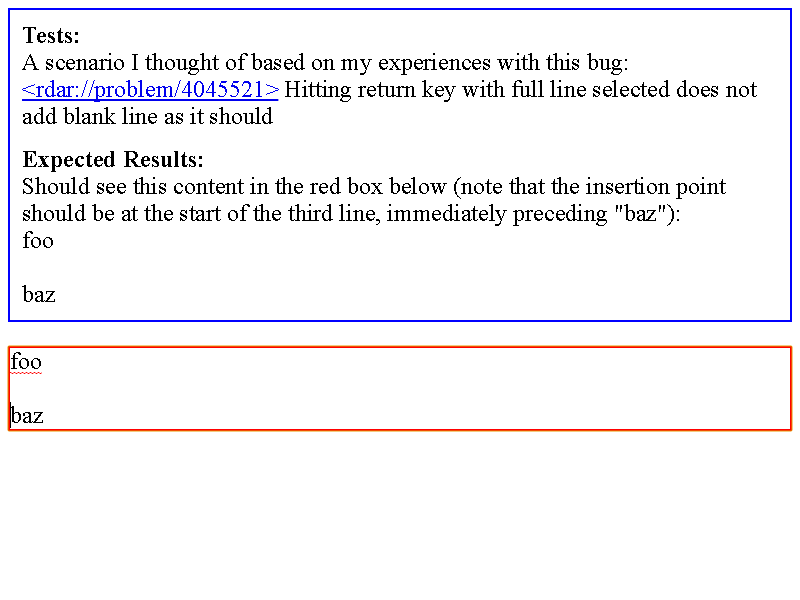 Tests:
A scenario I thought of based on my experiences with this bug:
<rdar://problem/4045521> Hitting return key with full line selected does not
add blank line as it should
Expected Results:
Should see this content in the red box below (note that the insertion point
should be at the start of the third line, immediately preceding "baz"):
foo
baz
foo
baz